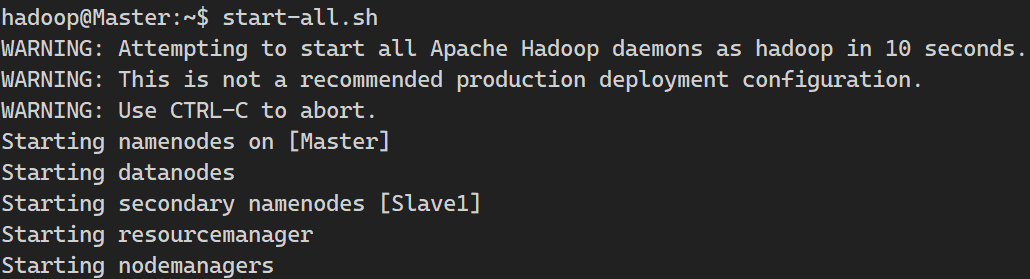 hadoop@Master:~$ start-all.sh
WARNING: Attempting to start all Apache Hadoop daemons as hadoop in 10 seconds.
WARNING: This is not a recommended production deployment configuration.
WARNING: Use CTRL-C to abort.
Starting namenodes on [Master]
Starting datanodes
Starting secondary namenodes [Slave1]
Starting resourcemanager
Starting nodemanagers